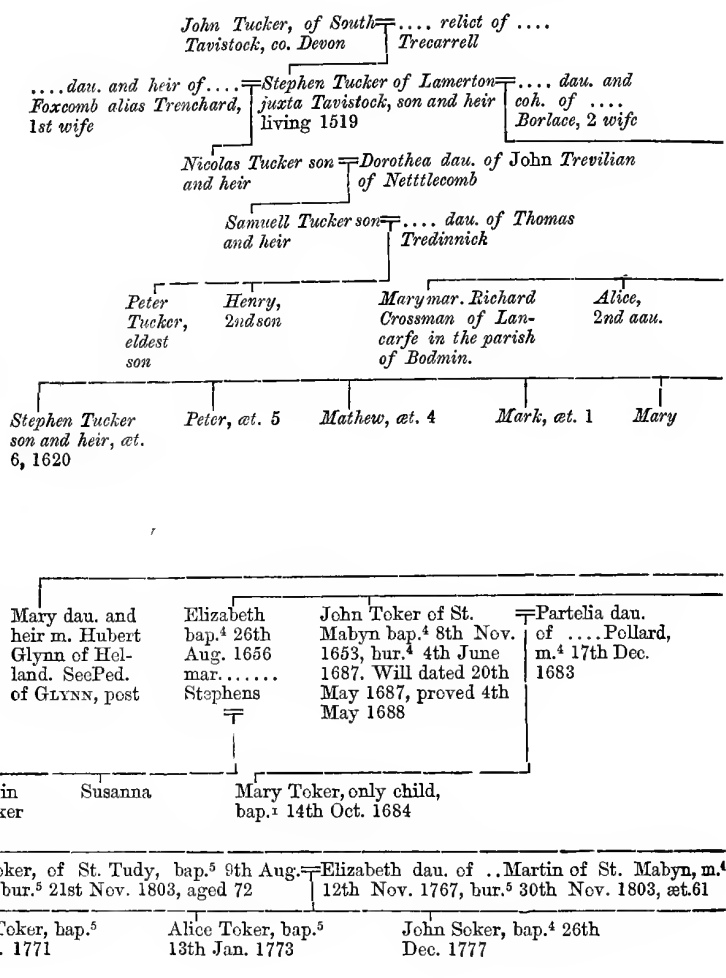 John Tucker, of South
Tavistock, co. Devon
.... relict of ....
Trecarrell
....dau. and heir of....
Foxcomb alias Trenchard,
1st wife
Stephen Tucker of Lamerton
juxta Tavistock, son and heir
living 1519
.... dau. and
coh. of ....
Borlace, 2 wife
Nicolas Tucker son
and heir
Dorothea dau. of John Trevilian
of Netttlecomb
Samuell Tucker son
and heir
.... dau. of Thomas
Tredinnick
Peter
Tucker,
eldest
son
Henry,
2nd son
Mary mar. Richard
Crossman of Lan-
carfe in the parish
of Bodmin.
Alice,
2nd aau.
Stephen Tucker
son and heir, æt.
6, 1620
Peter, æt. 5
Mathew, æt. 4
Mark, æt. 1
Mary
Mary dau. and
heir m. Hubert
Glynn of Hel-
land. SeePed.
of GLYNN, post
Elizabeth
bap.⁴ 26th
Aug. 1656
mar.......
Stephens
John Toker of St.
Mabyn bap.⁴ 8th Nov.
1653, bur.⁴ 4th June
1687. Will dated 20th
May 1687, proved 4th
May 1688
Partelia dau.
of ....Pollard,
m.⁴ 17th Dec.
1683
in
ker
Susanna
Mary Toker, only child,
bap.¹ 14th Oct. 1684
oker, of St. Tudy, bap.⁵ 9th Aug.
bur.⁵ 21st Nov. 1803, aged 72
Elizabeth dau. of ..Martin of St. Mabyn, m.⁴
12th Nov. 1767, bur.⁵ 30th Nov. 1803, æt.61
Toker, bap.⁵
. 1771
Alice Toker, bap.⁵
13th Jan. 1773
John Soker, bap.⁴ 26th
Dec. 1777